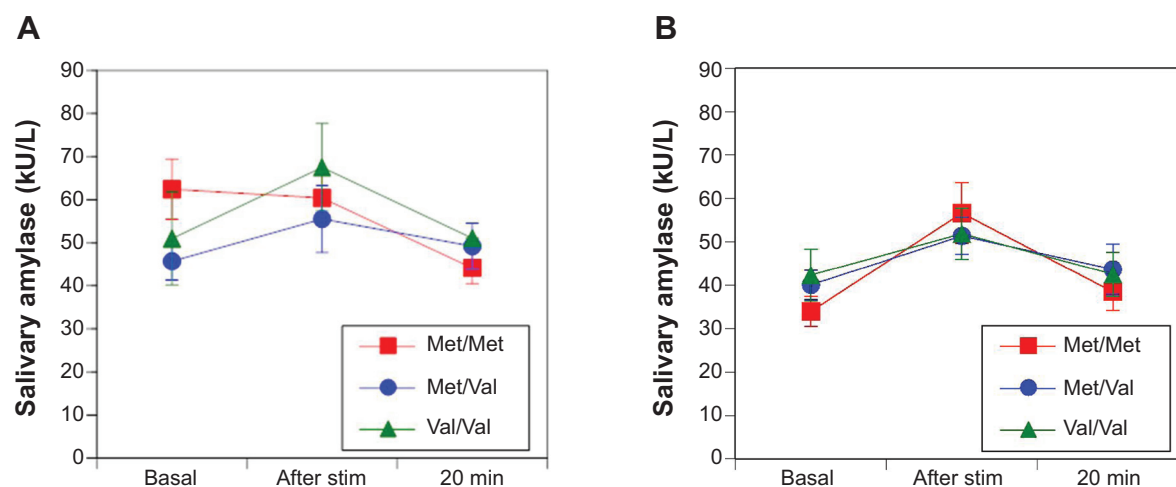 A
Salivary amylase (kU/L)
90
80
70
60
50
40
30
20
10
0
Met/Met
Met/Val
Val/Val
Basal After stim 20 min
B
Salivary amylase (kU/L)
90
80
70
60
50
40
30
20
10
0
Met/Met
Met/Val
Val/Val
Basal After stim 20 min